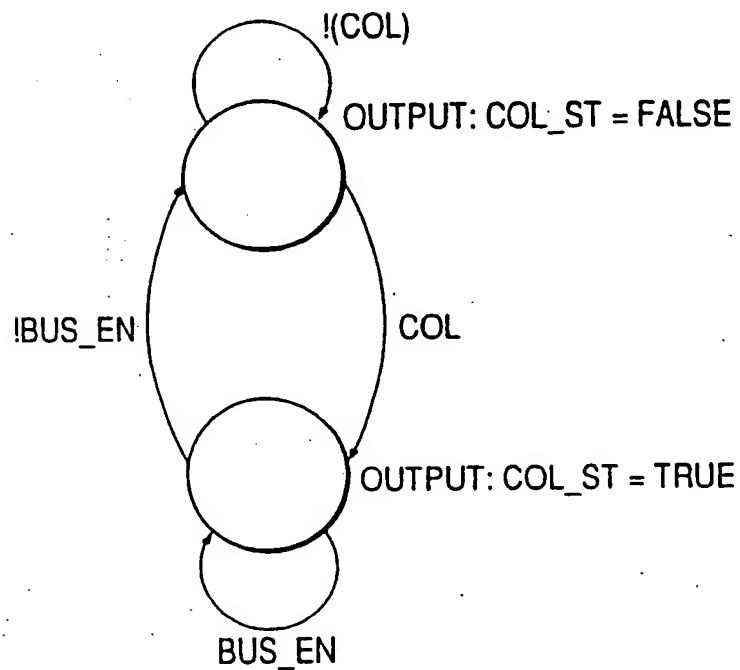 !(COL)
OUTPUT: COL_ST = FALSE
!BUS_EN
COL
OUTPUT: COL_ST = TRUE
BUS_EN